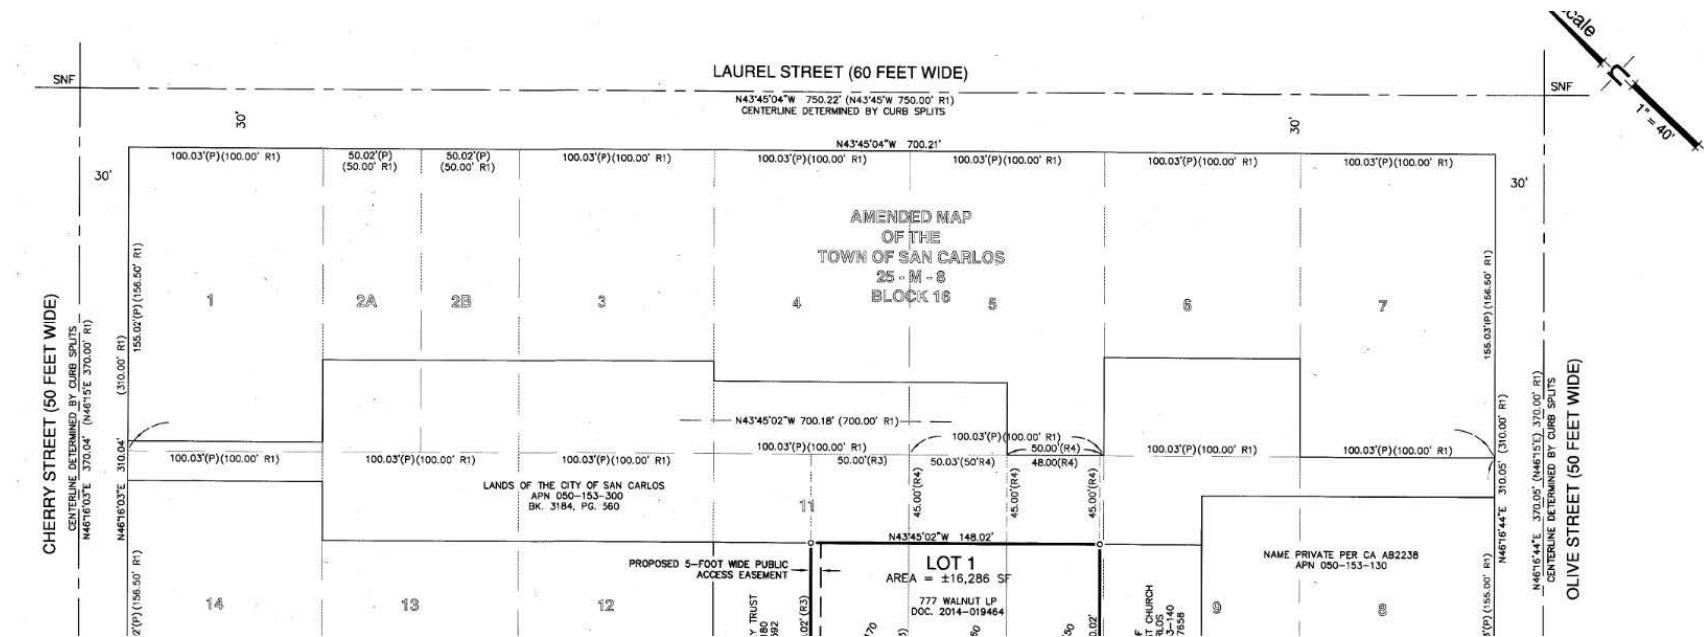 Scale
1" = 40'
SNF
LAUREL STREET (60 FEET WIDE)
SNF
N43°45'04"W 750.22' (N43°45'W 750.00' R1)
CENTERLINE DETERMINED BY CURB SPLITS
30'
30'
N43°45'04"W 700.21'
100.03'(P)(100.00' R1)
50.02'(P)
(50.00' R1)
50.02'(P)
(50.00' R1)
100.03'(P)(100.00' R1)
100.03'(P)(100.00' R1)
100.03'(P)(100.00' R1)
100.03'(P)(100.00' R1)
100.03'(P)(100.00' R1)
30'
30'
AMENDED MAP
OF THE
TOWN OF SAN CARLOS
25 - M - 8
BLOCK 16
1
2A
2B
3
4
5
6
7
CHERRY STREET (50 FEET WIDE)
CENTERLINE DETERMINED BY CURB SPLITS
N46°16'03"E 370.04' (N46°15'E 370.00' R1)
N46°16'03"E 310.04'
(310.00' R1)
155.02'(P)(156.50' R1)
155.03'(P)(156.50' R1)
N46°16'44"E 310.05' (310.00' R1)
N46°16'44"E 370.05' (N46°15'E) 370.00' R1)
CENTERLINE DETERMINED BY CURB SPLITS
OLIVE STREET (50 FEET WIDE)
N43°45'02"W 700.18' (700.00' R1)
100.03'(P)(100.00' R1)
100.03'(P)(100.00' R1)
100.03'(P)(100.00' R1)
100.03'(P)(100.00' R1)
100.03'(P)(100.00' R1)
50.00'(R4)
100.03'(P)(100.00' R1)
100.03'(P)(100.00' R1)
50.00'(R3)
50.03'(50'R4)
48.00(R4)
45.00'(R4)
45.00'(R4)
45.00'(R4)
LANDS OF THE CITY OF SAN CARLOS
APN 050-153-300
BK. 3184, PG. 560
11
N43°45'02"W 148.02'
PROPOSED 5-FOOT WIDE PUBLIC
ACCESS EASEMENT
LOT 1
AREA = ±16,286 SF
777 WALNUT LP
DOC. 2014-019464
NAME PRIVATE PER CA AB2238
APN 050-153-130
14
13
12
9
8
2'(P)(156.50' R1)
Y TRUST
.02'(R3)
T CHURCH
'(P)(155.00' R1)